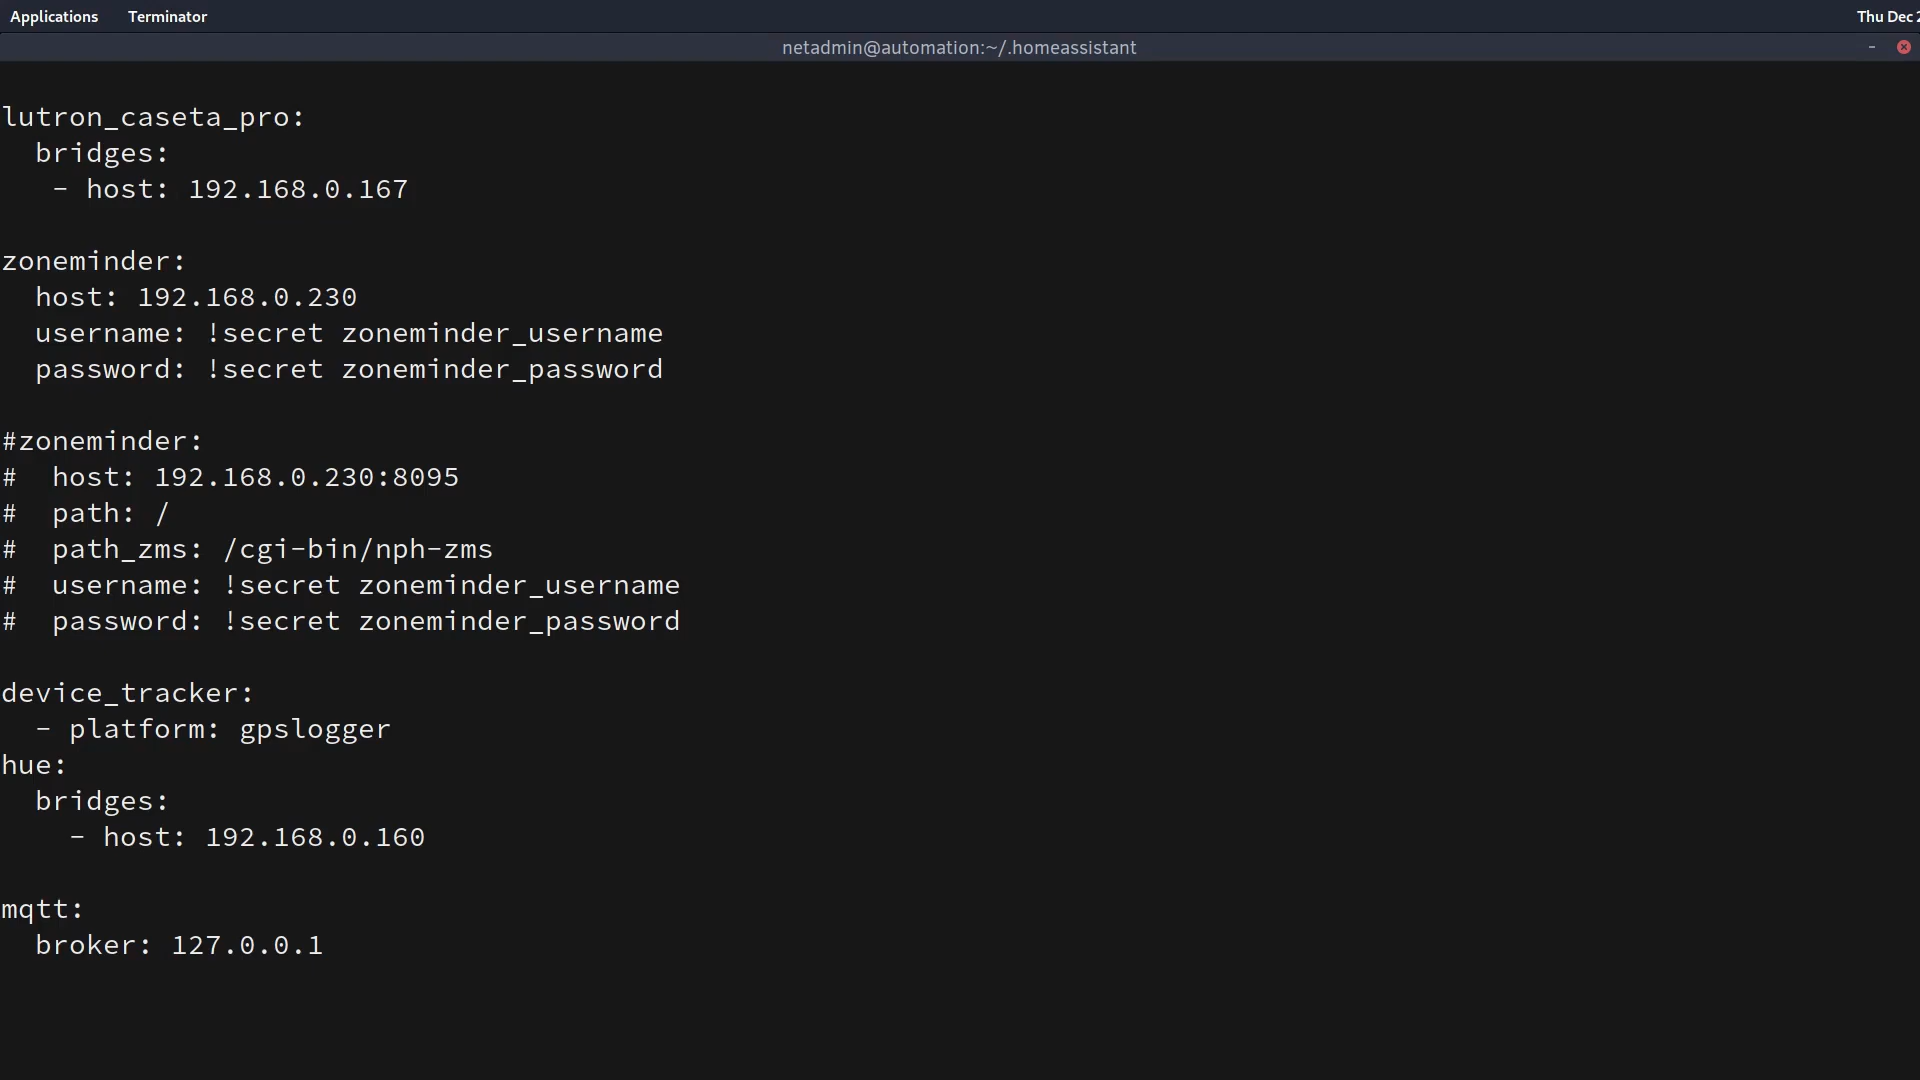 Applications Terminator Thu Dec 2
netadmin@automation:~/.homeassistant
lutron_caseta_pro:
  bridges:
   - host: 192.168.0.167

zoneminder:
  host: 192.168.0.230
  username: !secret zoneminder_username
  password: !secret zoneminder_password

#zoneminder:
#  host: 192.168.0.230:8095
#  path: /
#  path_zms: /cgi-bin/nph-zms
#  username: !secret zoneminder_username
#  password: !secret zoneminder_password

device_tracker:
  - platform: gpslogger
hue:
  bridges:
    - host: 192.168.0.160

mqtt:
  broker: 127.0.0.1